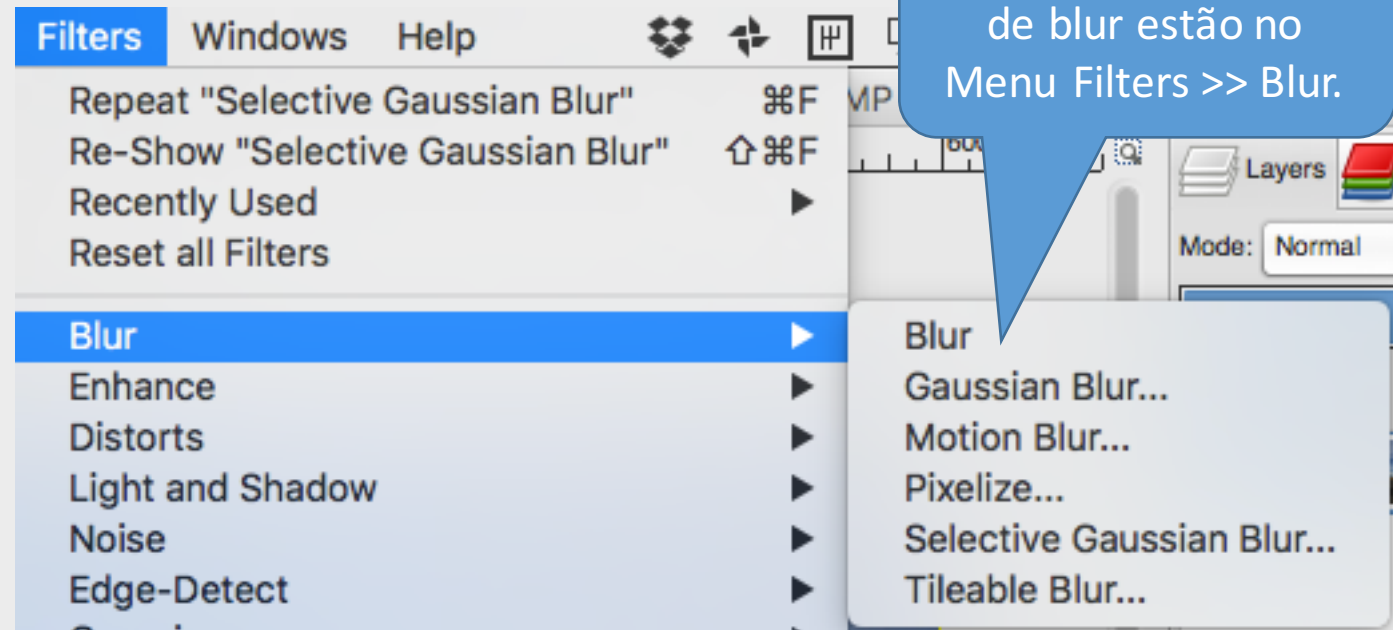 Filters Windows Help
de blur estão no
Menu Filters >> Blur.
Repeat "Selective Gaussian Blur" ⌘F
Re-Show "Selective Gaussian Blur" ⇧⌘F
Recently Used
Reset all Filters
Blur
Enhance
Distorts
Light and Shadow
Noise
Edge-Detect
Blur
Gaussian Blur...
Motion Blur...
Pixelize...
Selective Gaussian Blur...
Tileable Blur...
MP
Layers
Mode: Normal